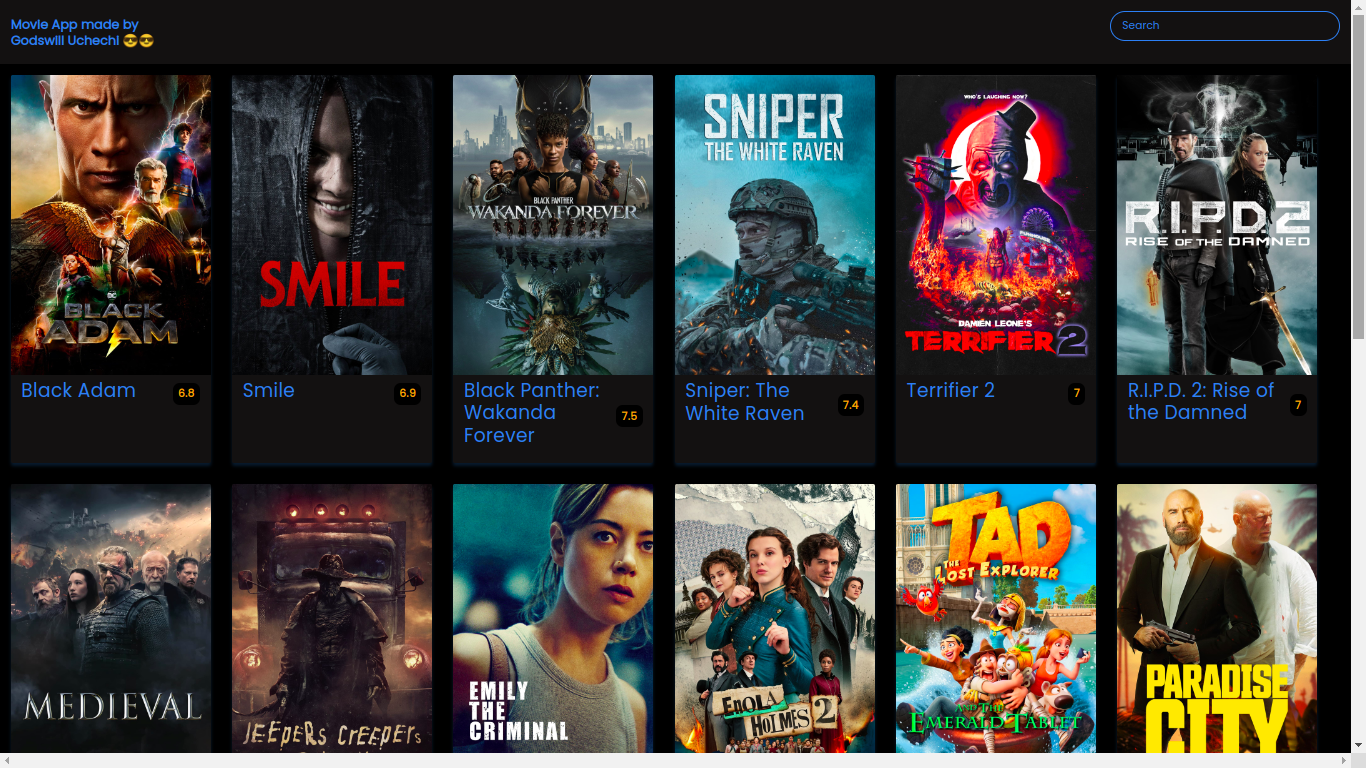 Movie App made by
Godswill Uchechi 😎😎
Search
BLACK
ADAM
SMILE
BLACK PANTHER
WAKANDA FOREVER
SNIPER
THE WHITE RAVEN
WHO'S LAUGHING NOW?
DAMIEN LEONE'S
TERRIFIER 2
R.I.P.D.2
RISE OF THE DAMNED
Black Adam
6.8
Smile
6.9
Black Panther:
Wakanda
Forever
7.5
Sniper: The
White Raven
7.4
Terrifier 2
7
R.I.P.D. 2: Rise of
the Damned
7
MEDIEVAL
JEEPERS CREEPERS
EMILY
THE
CRIMINAL
ENOLA
HOLMES 2
TAD
THE
LOST EXPLORER
AND THE
EMERALD TABLET
PARADISE
CITY